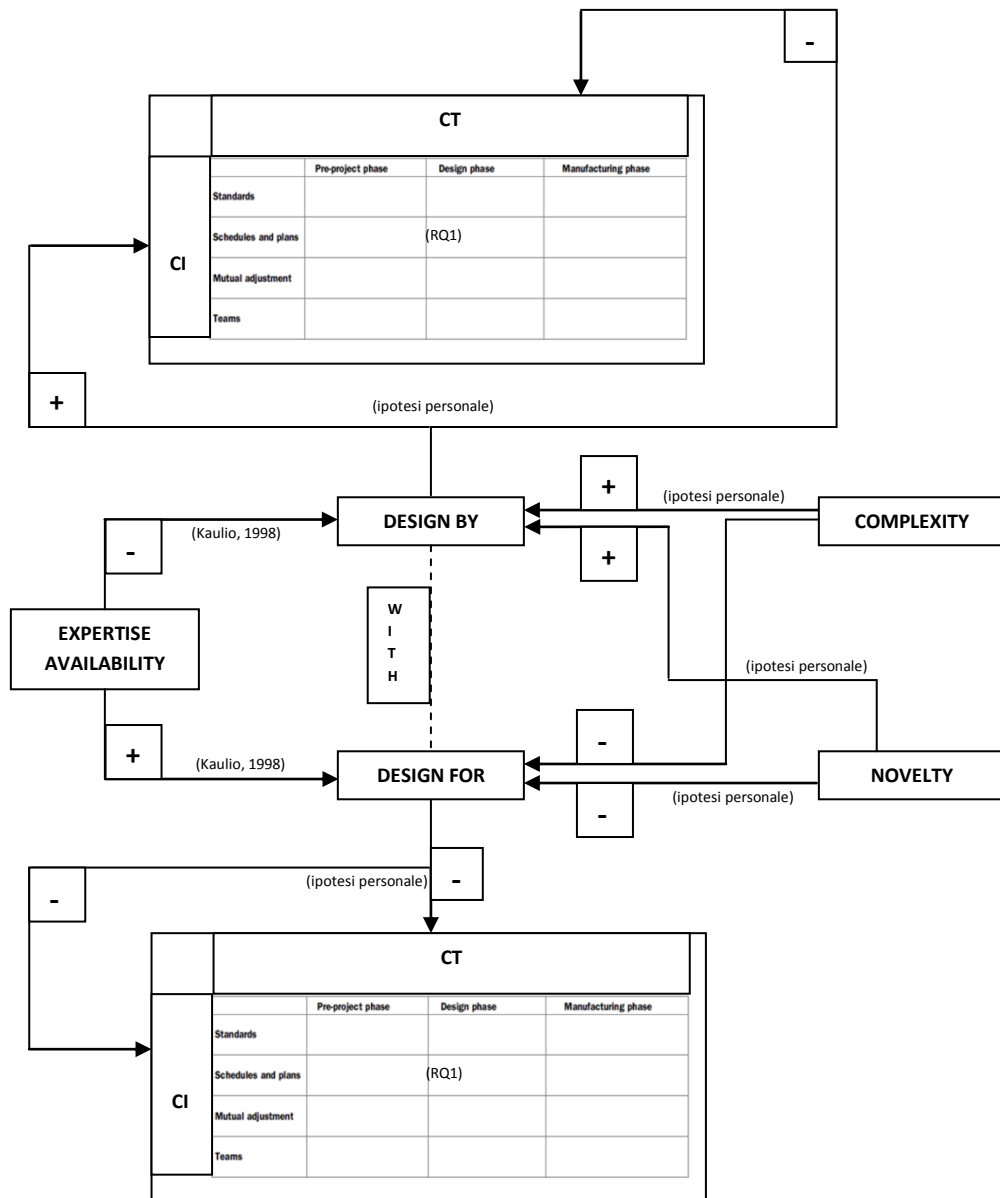 -
CT
Pre-project phase Design phase Manufacturing phase
Standards
Schedules and plans (RQ1)
CI
Mutual adjustment
Teams
+
(ipotesi personale)
+
(ipotesi personale)
DESIGN BY
COMPLEXITY
(Kaulio, 1998)
-
+
W
I
T
H
EXPERTISE
AVAILABILITY
(ipotesi personale)
+
-
(Kaulio, 1998)
DESIGN FOR
NOVELTY
(ipotesi personale)
-
-
(ipotesi personale)
-
CT
Pre-project phase Design phase Manufacturing phase
Standards
Schedules and plans (RQ1)
CI
Mutual adjustment
Teams